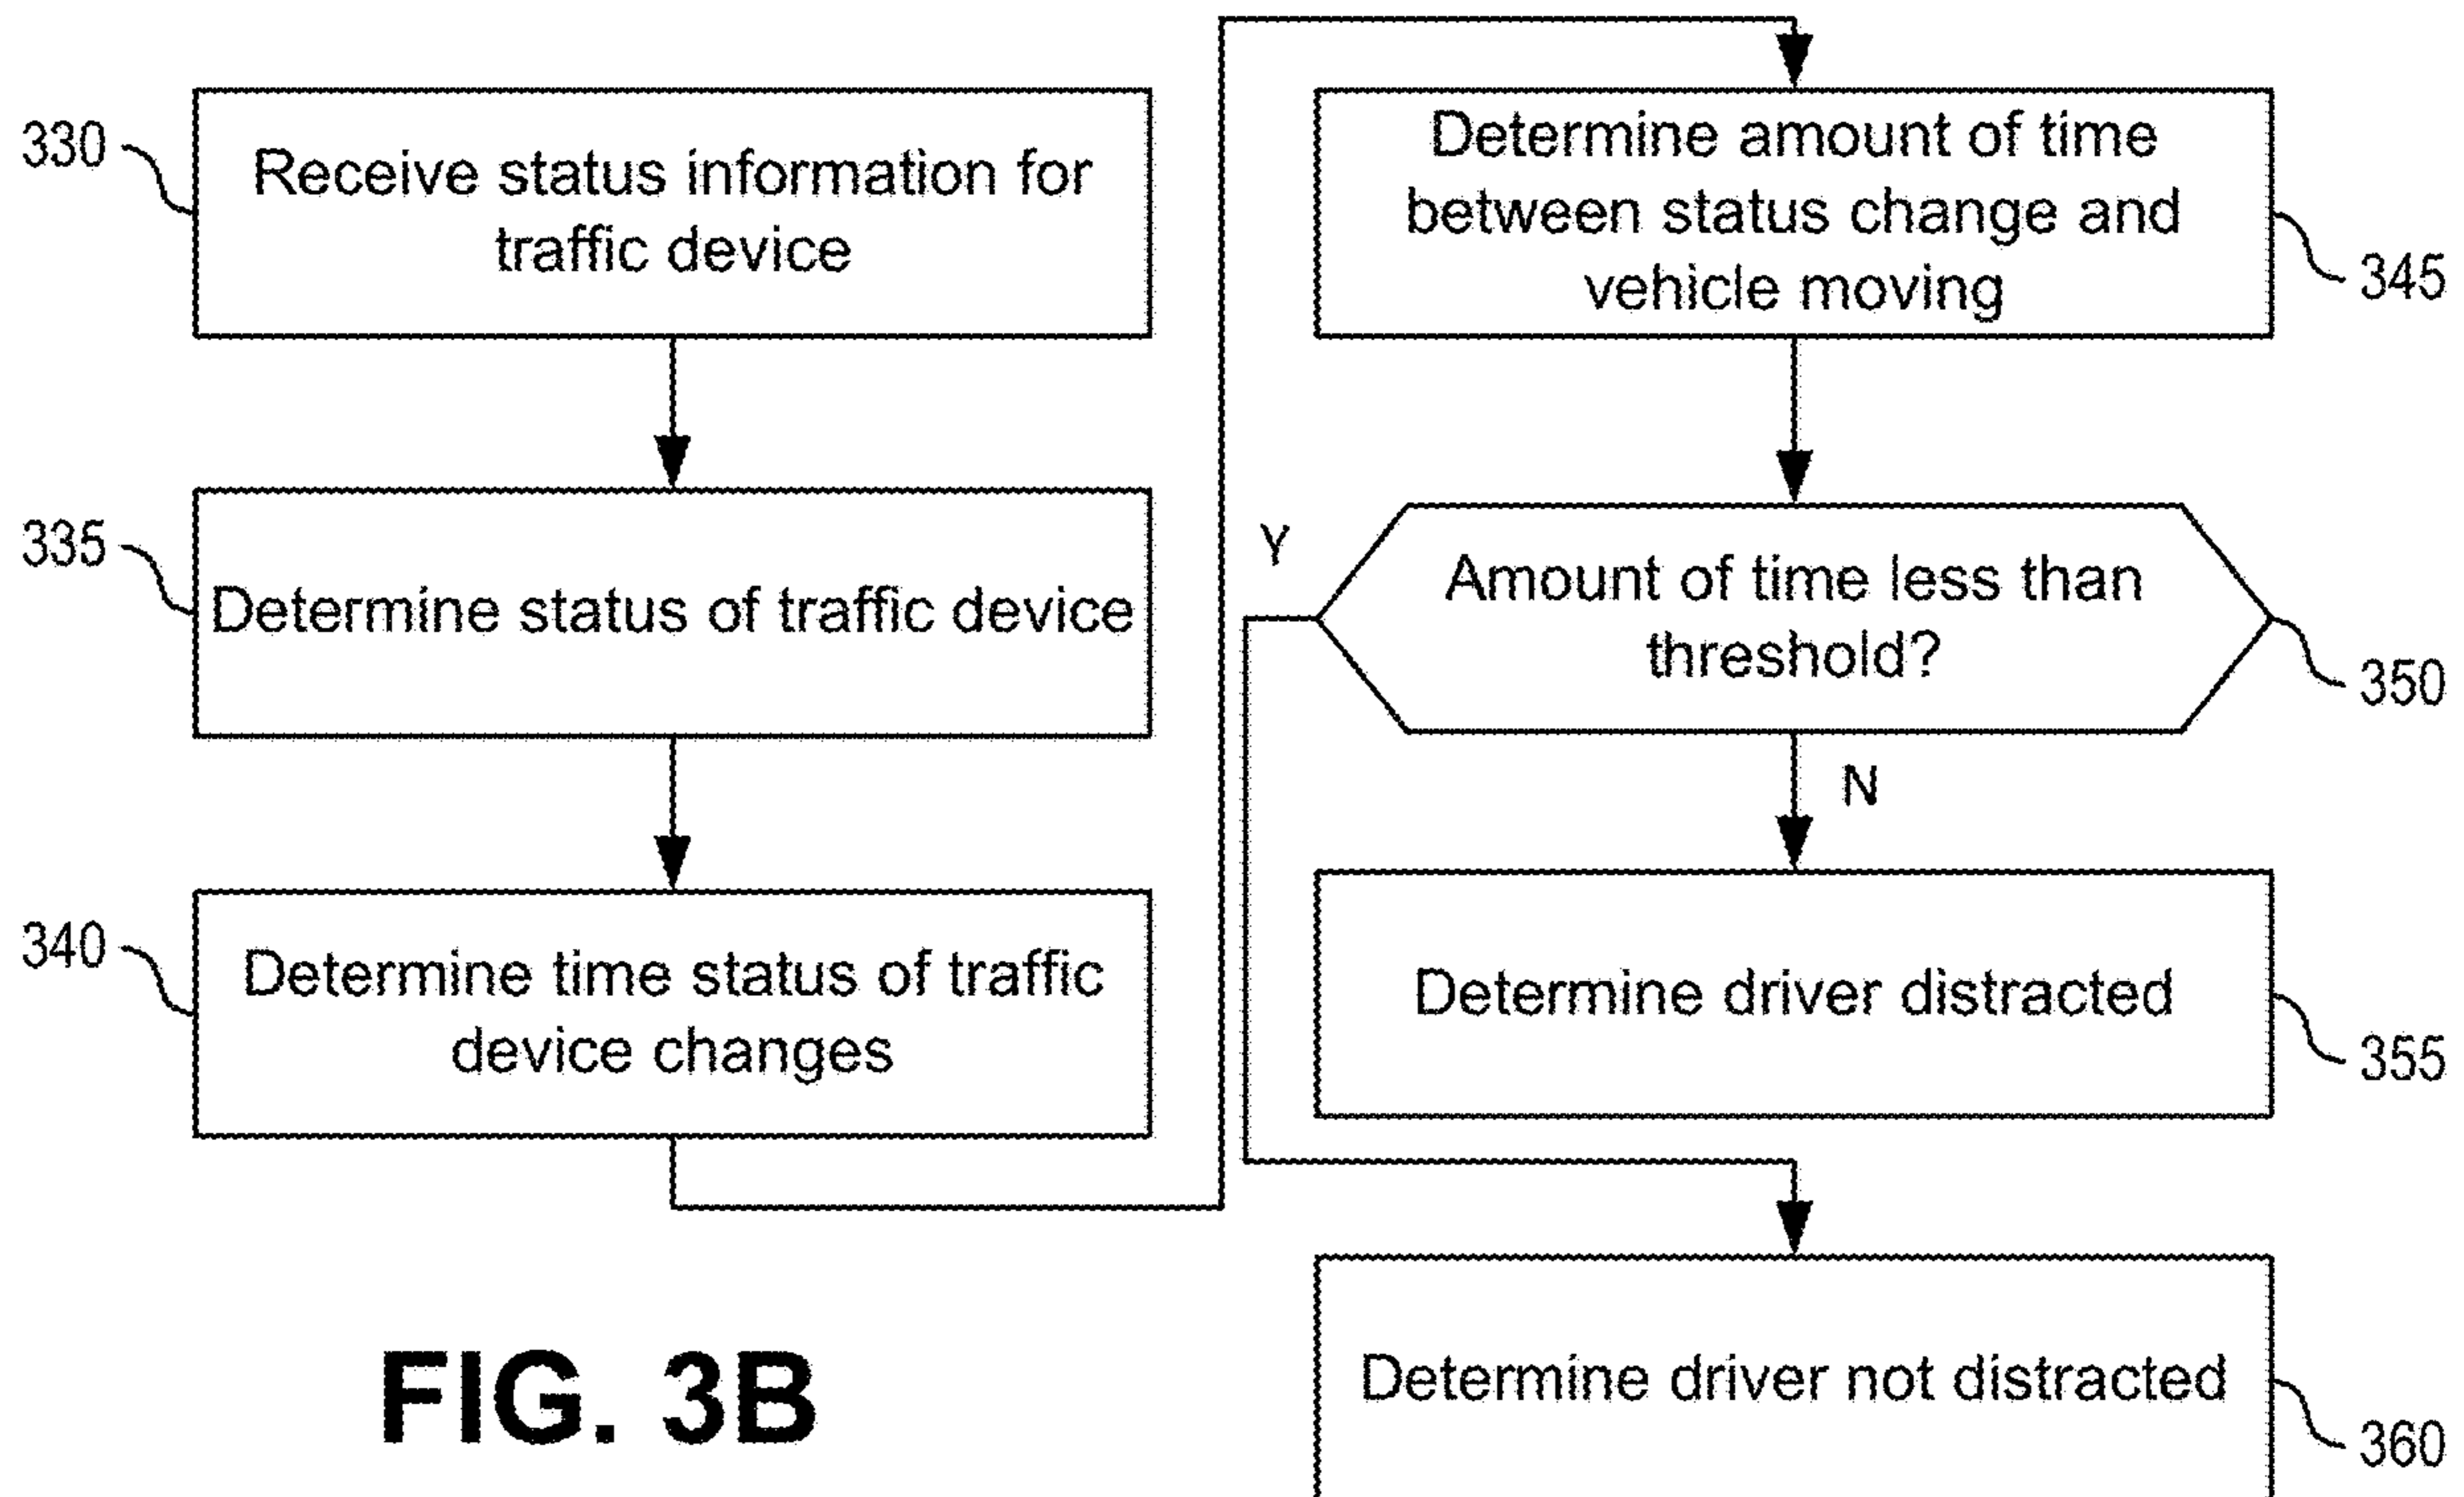 330
Receive status information for
traffic device
335
Determine status of traffic device
340
Determine time status of traffic
device changes
Determine amount of time
between status change and
vehicle moving
345
Y
Amount of time less than
threshold?
350
N
Determine driver distracted
355
Determine driver not distracted
360
FIG. 3B